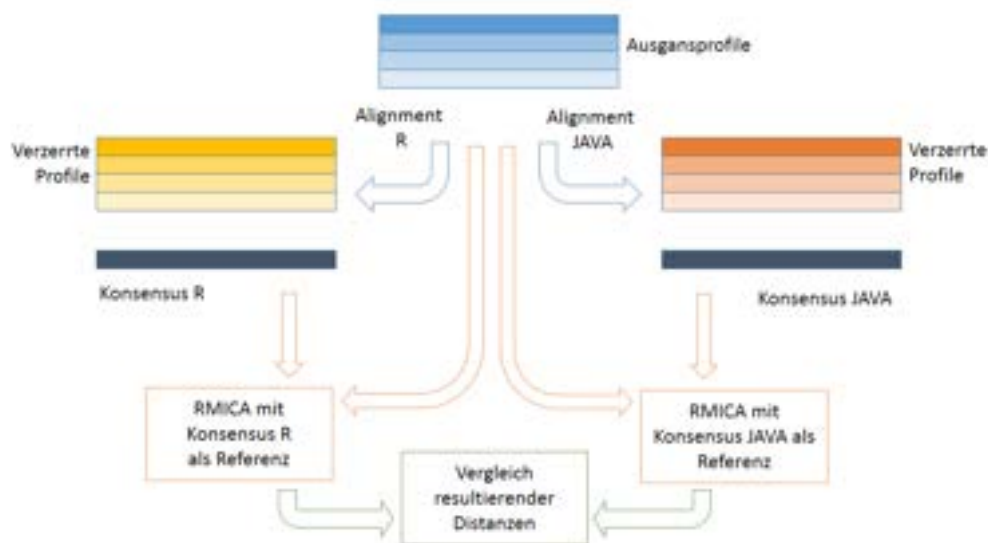 Ausgansprofile
Alignment
R
Alignment
JAVA
Verzerrte
Profile
Verzerrte
Profile
Konsensus R
Konsensus JAVA
RMICA mit
Konsensus R
als Referenz
RMICA mit
Konsensus JAVA als
Referenz
Vergleich
resultierender
Distanzen